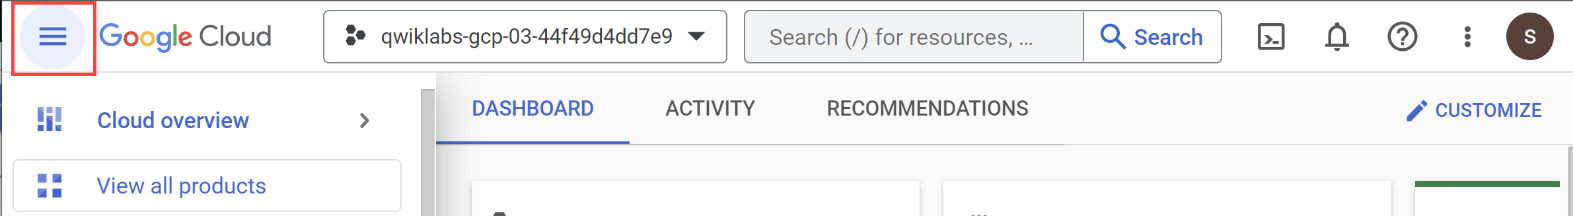 Google Cloud
qwiklabs-gcp-03-44f49d4dd7e9
Search (/) for resources, ...
Search
S
Cloud overview
DASHBOARD
ACTIVITY
RECOMMENDATIONS
CUSTOMIZE
View all products